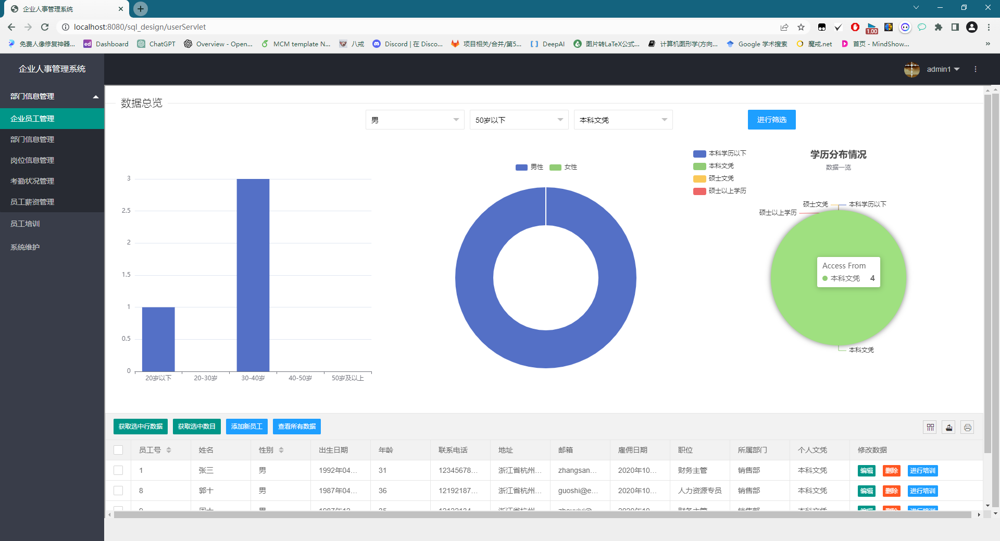 企业人事管理系统
localhost:8080/sql_design/userServlet
1.00
免费人像修复神器...
Dashboard
ChatGPT
Overview - Open...
MCM template N...
八戒
Discord | 在 Disco...
项目相关/合并/第5...
DeepAI
图片转LaTeX公式...
计算机图形学(方向...
Google 学术搜索
魔戒.net
首页 - MindShow...
企业人事管理系统
admin1
部门信息管理
企业员工管理
部门信息管理
岗位信息管理
考勤状况管理
员工薪资管理
员工培训
系统维护
数据总览
男
50岁以下
本科文凭
进行筛选
3
2.5
2
1.5
1
0.5
0
20岁以下
20-30岁
30-40岁
40-50岁
50岁及以上
男性
女性
本科学历以下
本科文凭
硕士文凭
硕士以上学历
学历分布情况
数据一览
硕士文凭
本科学历以下
硕士以上学历
Access From
本科文凭 4
本科文凭
获取选中行数据
获取选中数目
添加新员工
查看所有数据
员工号 姓名 性别 出生日期 年龄 联系电话 地址 邮箱 雇佣日期 职位 所属部门 个人文凭 修改数据
1 张三 男 1992年04... 31 12345678... 浙江省杭州... zhangsan... 2020年10... 财务主管 销售部 本科文凭 编辑 删除 进行培训
8 郭十 男 1987年04... 36 12192187... 浙江省杭州... guoshi@e... 2020年10... 人力资源专员 销售部 本科文凭 编辑 删除 进行培训